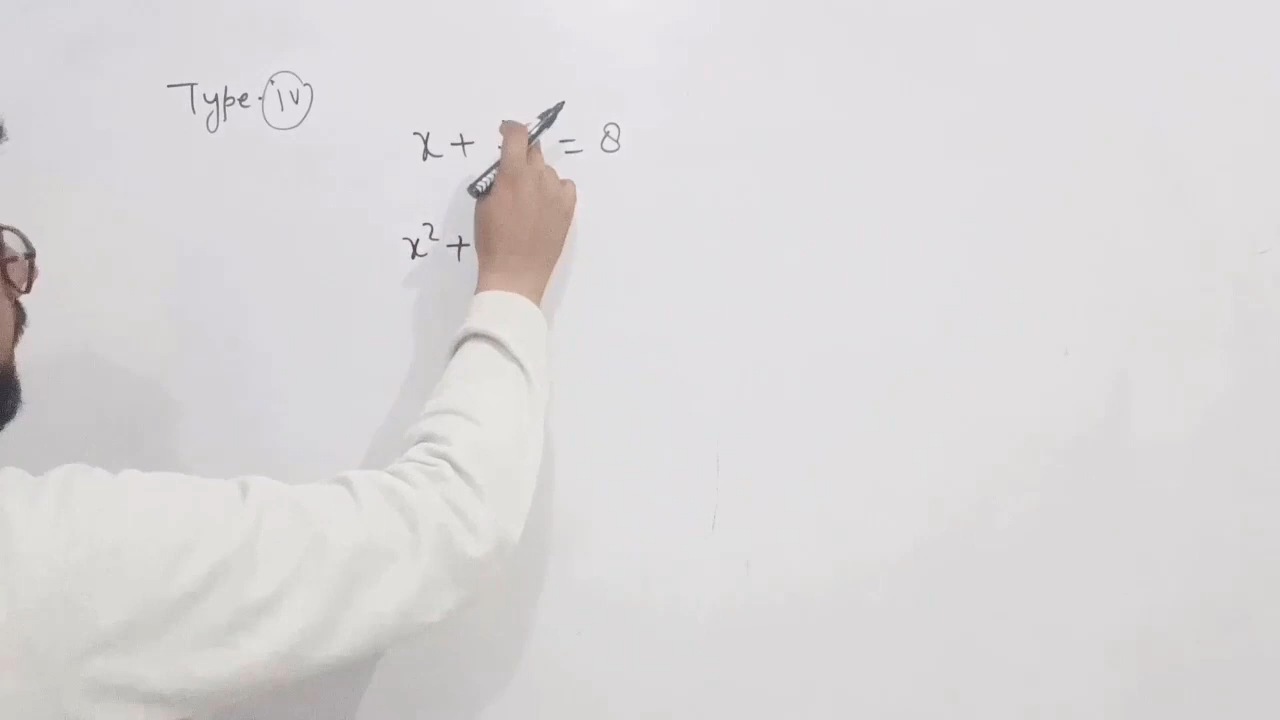 Type. iv
x + = 8
x² +